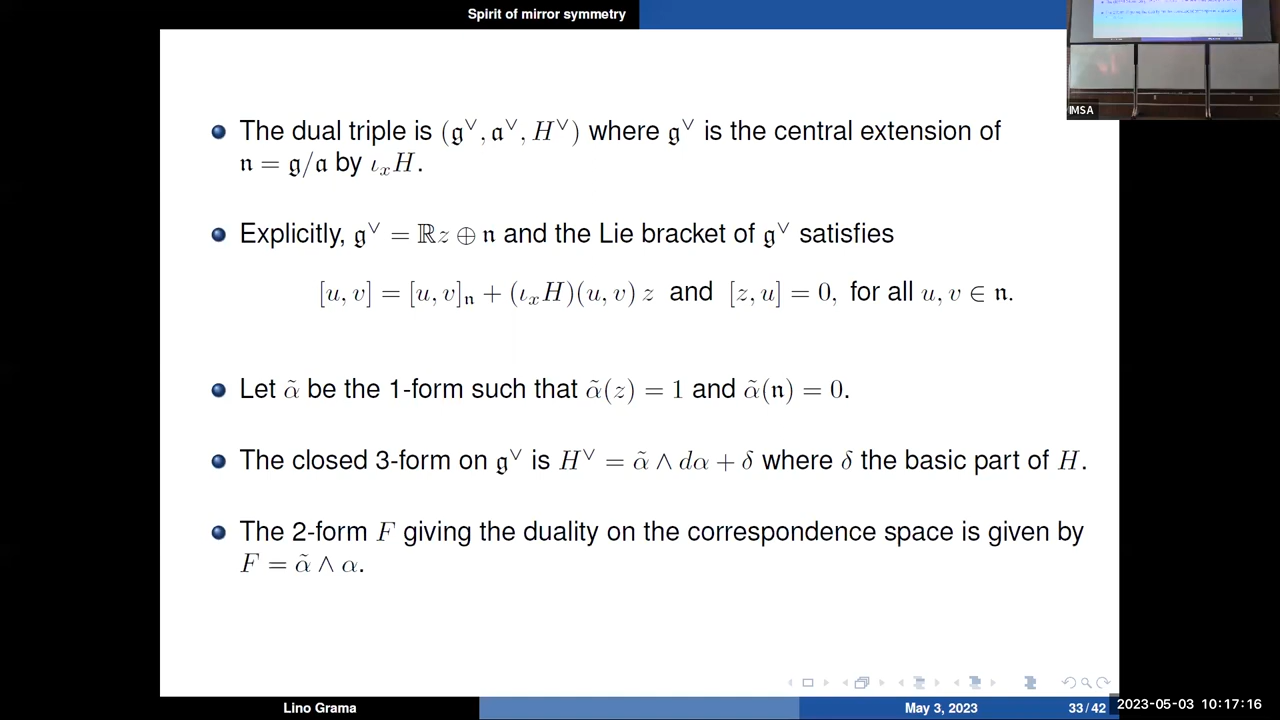 Spirit of mirror symmetry
The dual triple is (𝔤^∨, 𝔞^∨, H^∨) where 𝔤^∨ is the central extension of
𝔫 = 𝔤/𝔞 by ι_x H.
Explicitly, 𝔤^∨ = ℝz ⊕ 𝔫 and the Lie bracket of 𝔤^∨ satisfies
[u, v] = [u, v]_𝔫 + (ι_x H)(u, v) z and [z, u] = 0, for all u, v ∈ 𝔫.
Let α̃ be the 1-form such that α̃(z) = 1 and α̃(𝔫) = 0.
The closed 3-form on 𝔤^∨ is H^∨ = α̃ ∧ dα + δ where δ the basic part of H.
The 2-form F giving the duality on the correspondence space is given by
F = α̃ ∧ α.
IMSA
Lino Grama
May 3, 2023
33 / 42
2023-05-03 10:17:16